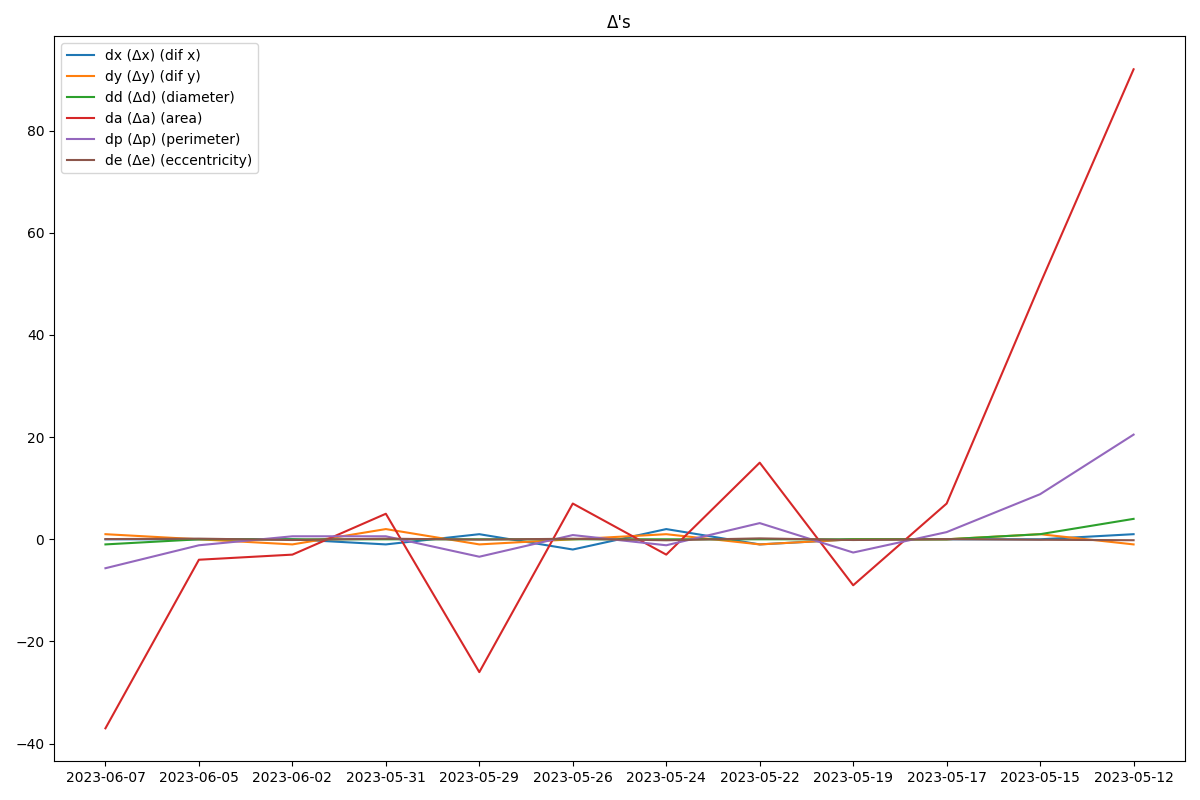 Δ's
dx (Δx) (dif x)
dy (Δy) (dif y)
dd (Δd) (diameter)
da (Δa) (area)
dp (Δp) (perimeter)
de (Δe) (eccentricity)
80
60
40
20
0
−20
−40
2023-06-07 2023-06-05 2023-06-02 2023-05-31 2023-05-29 2023-05-26 2023-05-24 2023-05-22 2023-05-19 2023-05-17 2023-05-15 2023-05-12